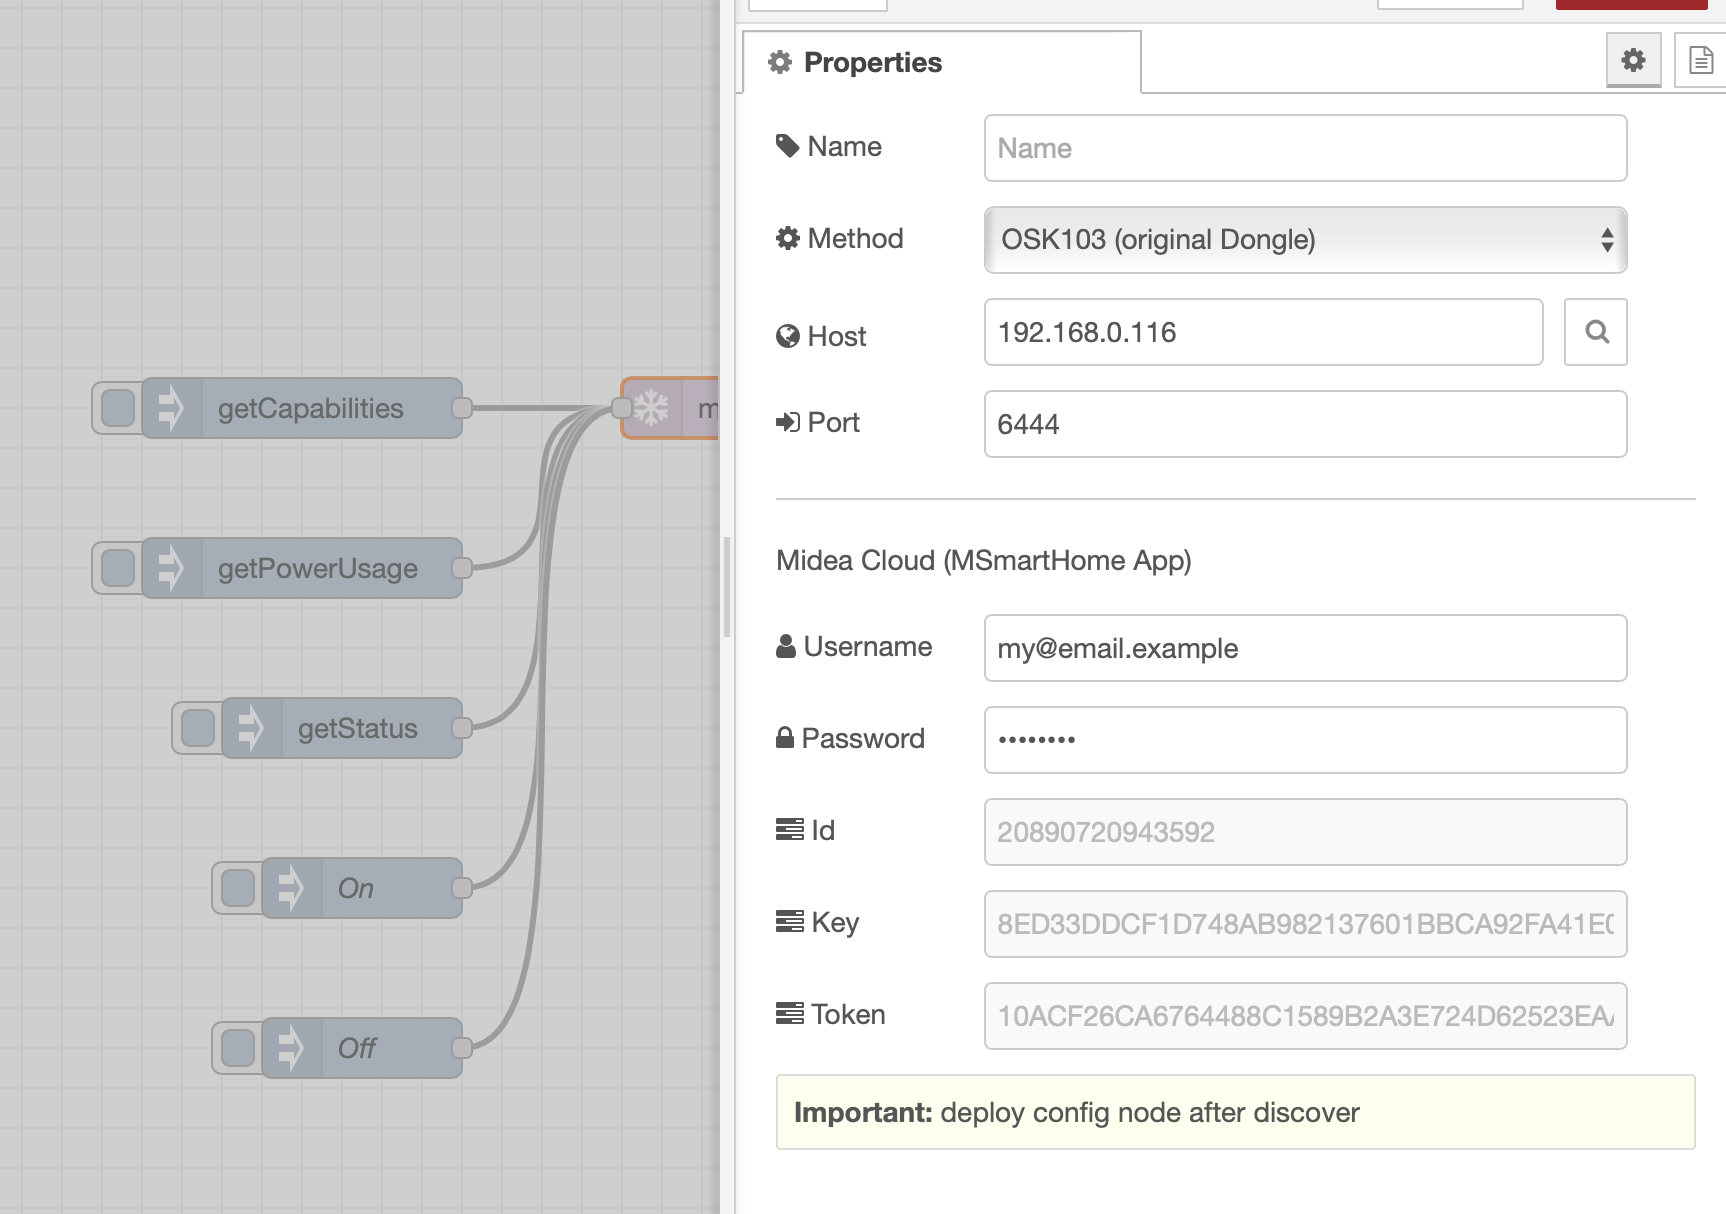 Properties
Name
Name
Method
OSK103 (original Dongle)
Host
192.168.0.116
Port
6444
Midea Cloud (MSmartHome App)
Username
my@email.example
Password
••••••••
Id
20890720943592
Key
8ED33DDCF1D748AB982137601BBCA92FA41E
Token
10ACF26CA6764488C1589B2A3E724D62523EA
Important: deploy config node after discover
getCapabilities
m
getPowerUsage
getStatus
On
Off